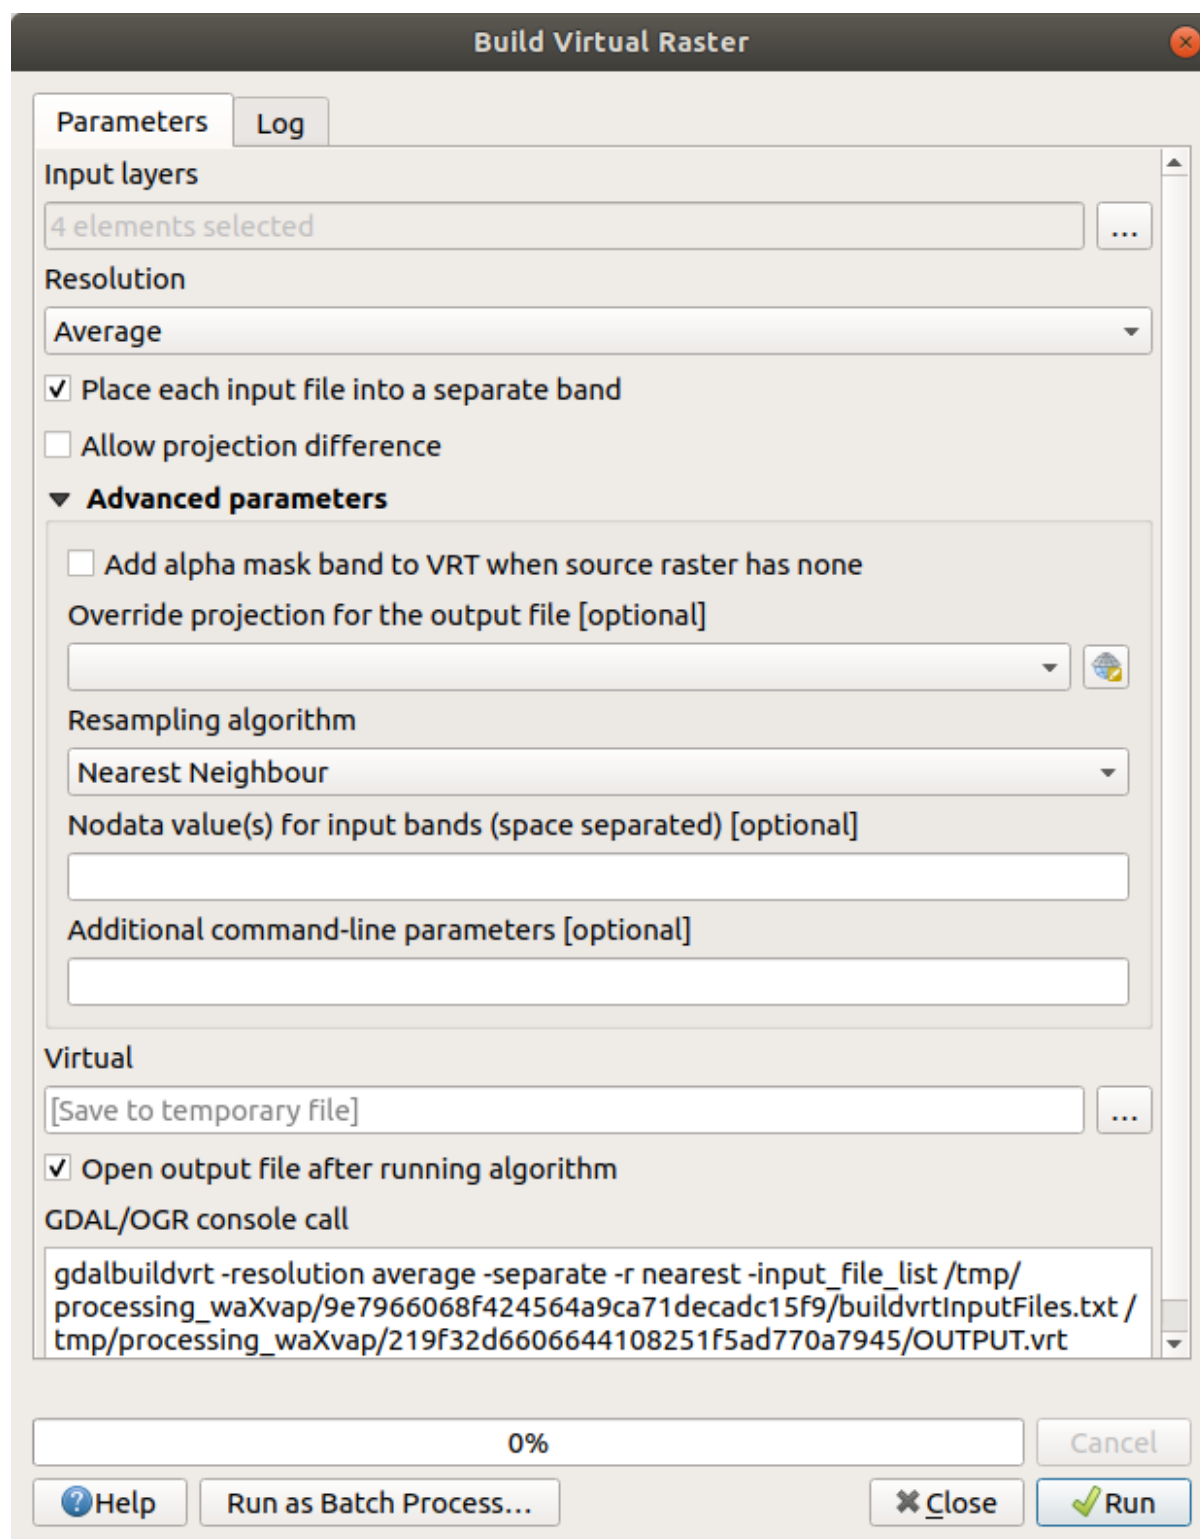 Build Virtual Raster
Parameters
Log
Input layers
4 elements selected
...
Resolution
Average
Place each input file into a separate band
Allow projection difference
Advanced parameters
Add alpha mask band to VRT when source raster has none
Override projection for the output file [optional]
Resampling algorithm
Nearest Neighbour
Nodata value(s) for input bands (space separated) [optional]
Additional command-line parameters [optional]
Virtual
[Save to temporary file]
...
Open output file after running algorithm
GDAL/OGR console call
gdalbuildvrt -resolution average -separate -r nearest -input_file_list /tmp/
processing_waXvap/9e7966068f424564a9ca71decadc15f9/buildvrtInputFiles.txt /
tmp/processing_waXvap/219f32d6606644108251f5ad770a7945/OUTPUT.vrt
0%
Cancel
Help
Run as Batch Process...
Close
Run